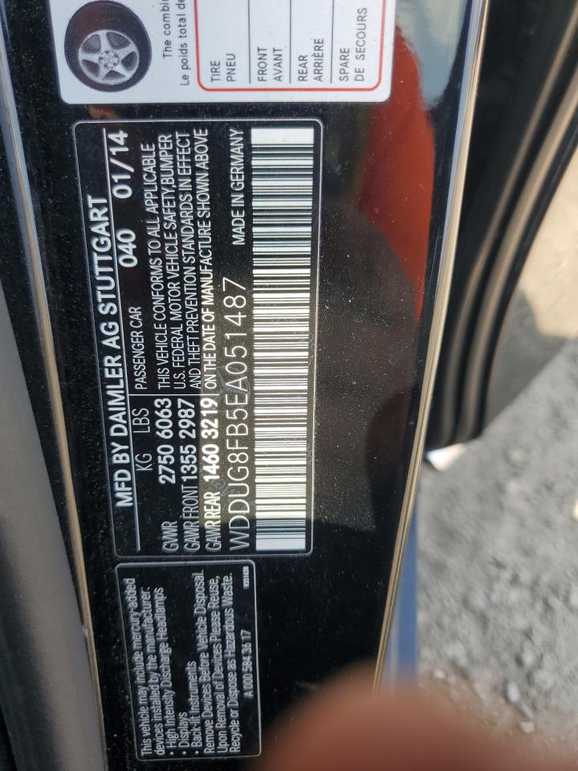 The combin
Le poids total de
TIRE
PNEU
FRONT
AVANT
REAR
ARRIÈRE
SPARE
DE SECOURS
MFD BY DAIMLER AG STUTTGART
040 01/14
KG LBS PASSENGER CAR
GVWR 2750 6063 THIS VEHICLE CONFORMS TO ALL APPLICABLE
U.S. FEDERAL MOTOR VEHICLE SAFETY,BUMPER
GAWR FRONT 1355 2987 AND THEFT PREVENTION STANDARDS IN EFFECT
GAWR REAR 1460 3219 ON THE DATE OF MANUFACTURE SHOWN ABOVE
WDDUG8FB5EA051487 MADE IN GERMANY
This vehicle may include mercury-added
devices installed by the manufacturer:
• High Intensity Discharge Headlamps
• Displays
• Back-lit Instruments
Remove Devices Before Vehicle Disposal.
Upon Removal of Devices Please Reuse,
Recycle or Dispose as Hazardous Waste.
A 000 584 36 17